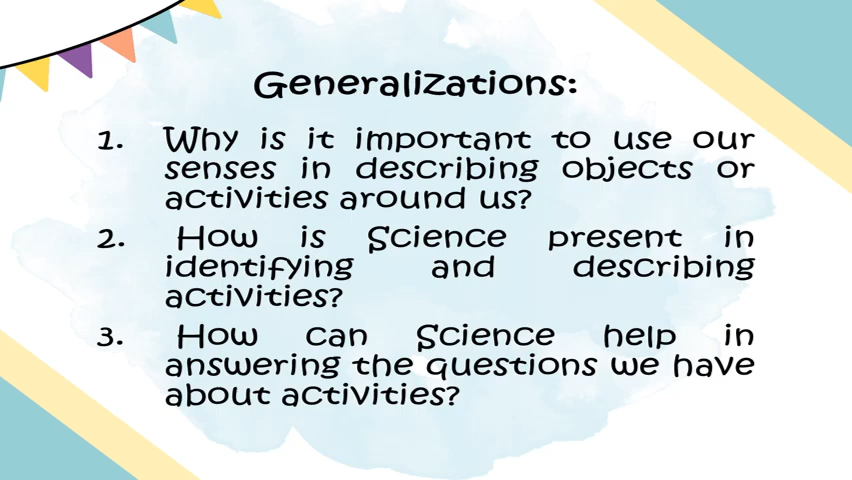 Generalizations:
1. Why is it important to use our
senses in describing objects or
activities around us?
2. How is Science present in
identifying and describing
activities?
3. How can Science help in
answering the questions we have
about activities?